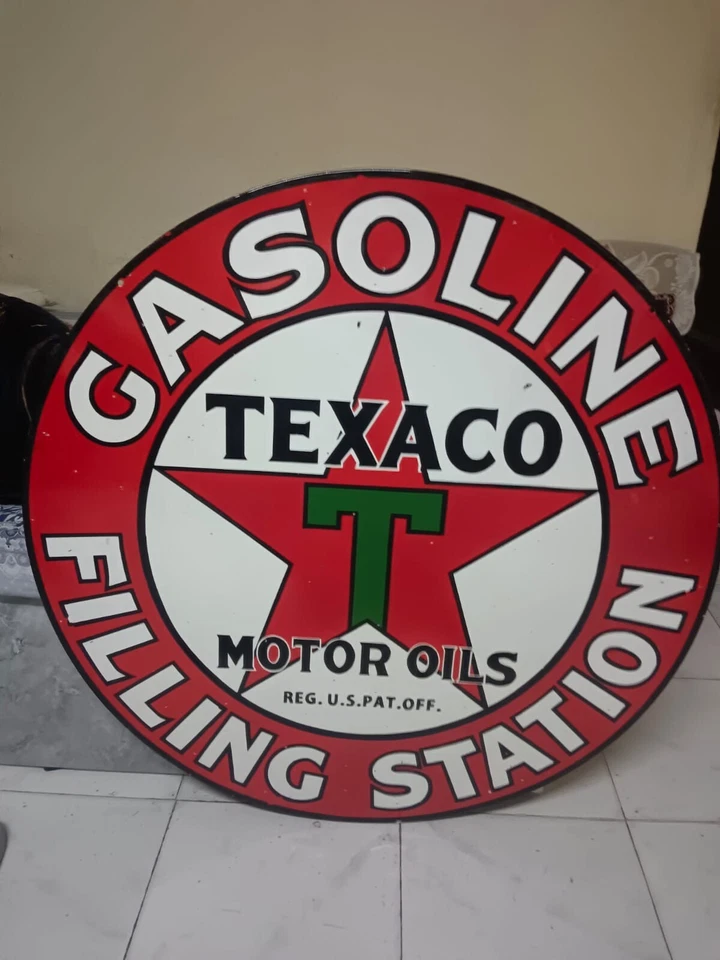 GASOLINE
TEXACO
T
MOTOR OILS
REG. U.S. PAT. OFF.
FILLING STATION